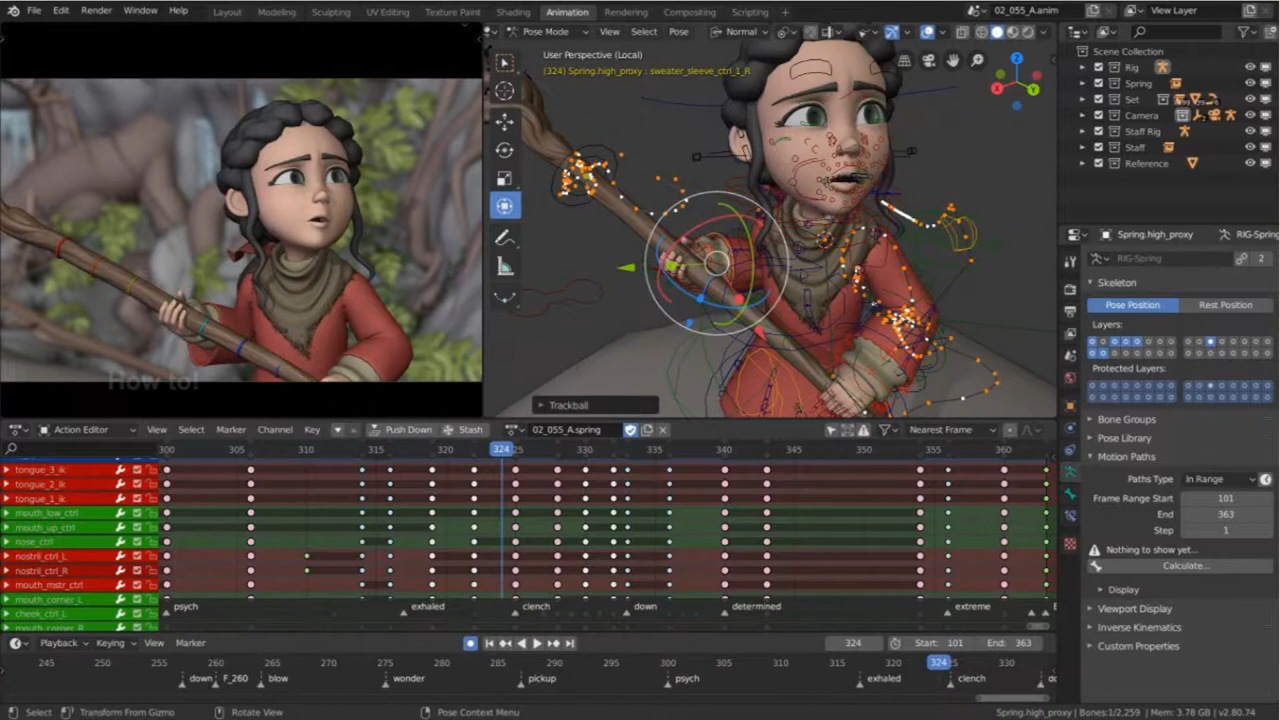 File Edit Render Window Help Layout Modeling Sculpting UV Editing Texture Paint Shading Animation Rendering Compositing Scripting + 02_055_A.anim View Layer
Pose Mode View Select Pose Normal
User Perspective (Local)
(324) Spring.high_proxy : sweater_sleeve_ctrl_1_R
X
Y
Z
How to!
Trackball
Scene Collection
Rig
Spring
Set
Camera
Staff Rig
Staff
Reference
Spring.high_proxy RIG-Spring
RIG-Spring 2
Skeleton
Pose Position Rest Position
Layers:
Protected Layers:
Bone Groups
Pose Library
Motion Paths
Paths Type In Range
Frame Range Start 101
End 363
Step 1
Nothing to show yet...
Calculate...
Display
Viewport Display
Inverse Kinematics
Custom Properties
Action Editor View Select Marker Channel Key Push Down Stash 02_055_A.spring Nearest Frame
300 305 310 315 320 324 325 330 335 340 345 350 355 360
tongue_3_ik
tongue_2_ik
tongue_1_ik
mouth_low_ctrl
mouth_up_ctrl
nose_ctrl
nostril_ctrl_L
nostril_ctrl_R
mouth_mstr_ctrl
mouth_corner_L
cheek_ctrl_L
mouth_corner_R
psych exhaled clench down determined extreme
Playback Keying View Marker 324 Start: 101 End: 363
245 250 255 260 265 270 275 280 285 290 295 300 305 310 315 320 324 330
down F_260 blow wonder pickup psych exhaled clench
Select Transform From Gizmo Rotate View Pose Context Menu Spring.high_proxy | Bones:1/2,259 | Mem: 3.78 GB | v2.80.74